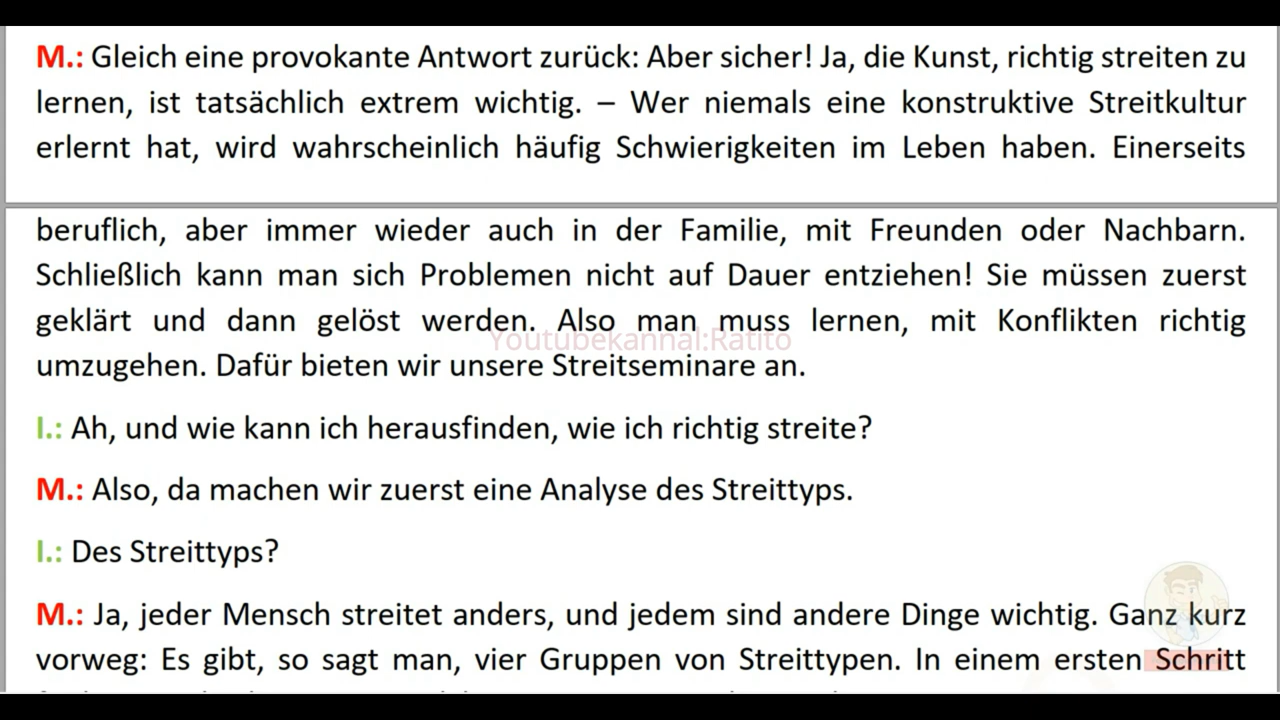 M.: Gleich eine provokante Antwort zurück: Aber sicher! Ja, die Kunst, richtig streiten zu
lernen, ist tatsächlich extrem wichtig. – Wer niemals eine konstruktive Streitkultur
erlernt hat, wird wahrscheinlich häufig Schwierigkeiten im Leben haben. Einerseits
beruflich, aber immer wieder auch in der Familie, mit Freunden oder Nachbarn.
Schließlich kann man sich Problemen nicht auf Dauer entziehen! Sie müssen zuerst
geklärt und dann gelöst werden. Also man muss lernen, mit Konflikten richtig
Youtubekannal:Ratito
umzugehen. Dafür bieten wir unsere Streitseminare an.
I.: Ah, und wie kann ich herausfinden, wie ich richtig streite?
M.: Also, da machen wir zuerst eine Analyse des Streittyps.
I.: Des Streittyps?
M.: Ja, jeder Mensch streitet anders, und jedem sind andere Dinge wichtig. Ganz kurz
vorweg: Es gibt, so sagt man, vier Gruppen von Streittypen. In einem ersten Schritt